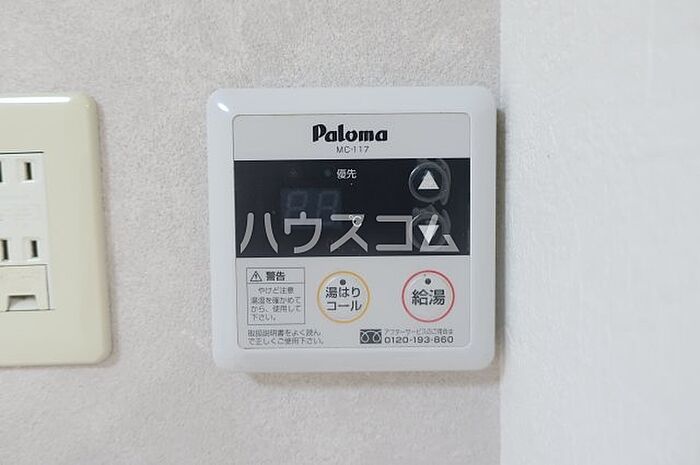 Paloma
MC-117
優先
℃
ハウスコム
警告
やけど注意
湯温を確かめて
から、使用して
下さい。
取扱説明書をよく読ん
で正しくご使用下さい。
湯はり
コール
給湯
アフターサービスのご用命は
0120-193-860